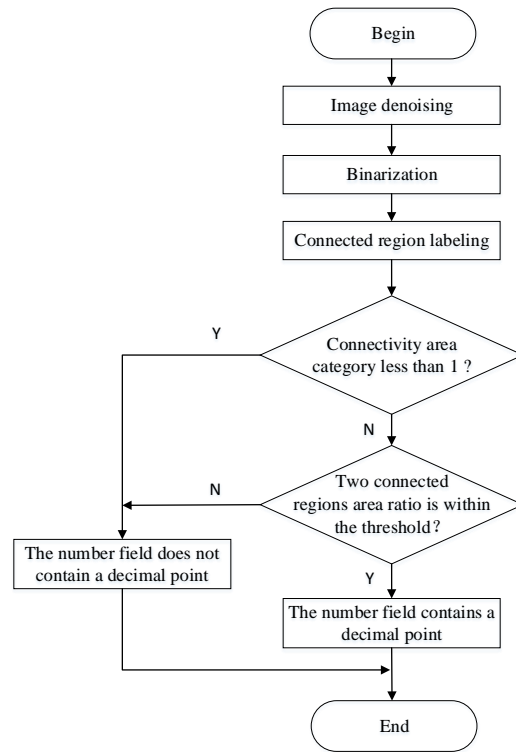 Begin
Image denoising
Binarization
Connected region labeling
Y
Connectivity area
category less than 1 ?
N
Two connected
regions area ratio is within
the threshold?
N
The number field does not
contain a decimal point
Y
The number field contains a
decimal point
End